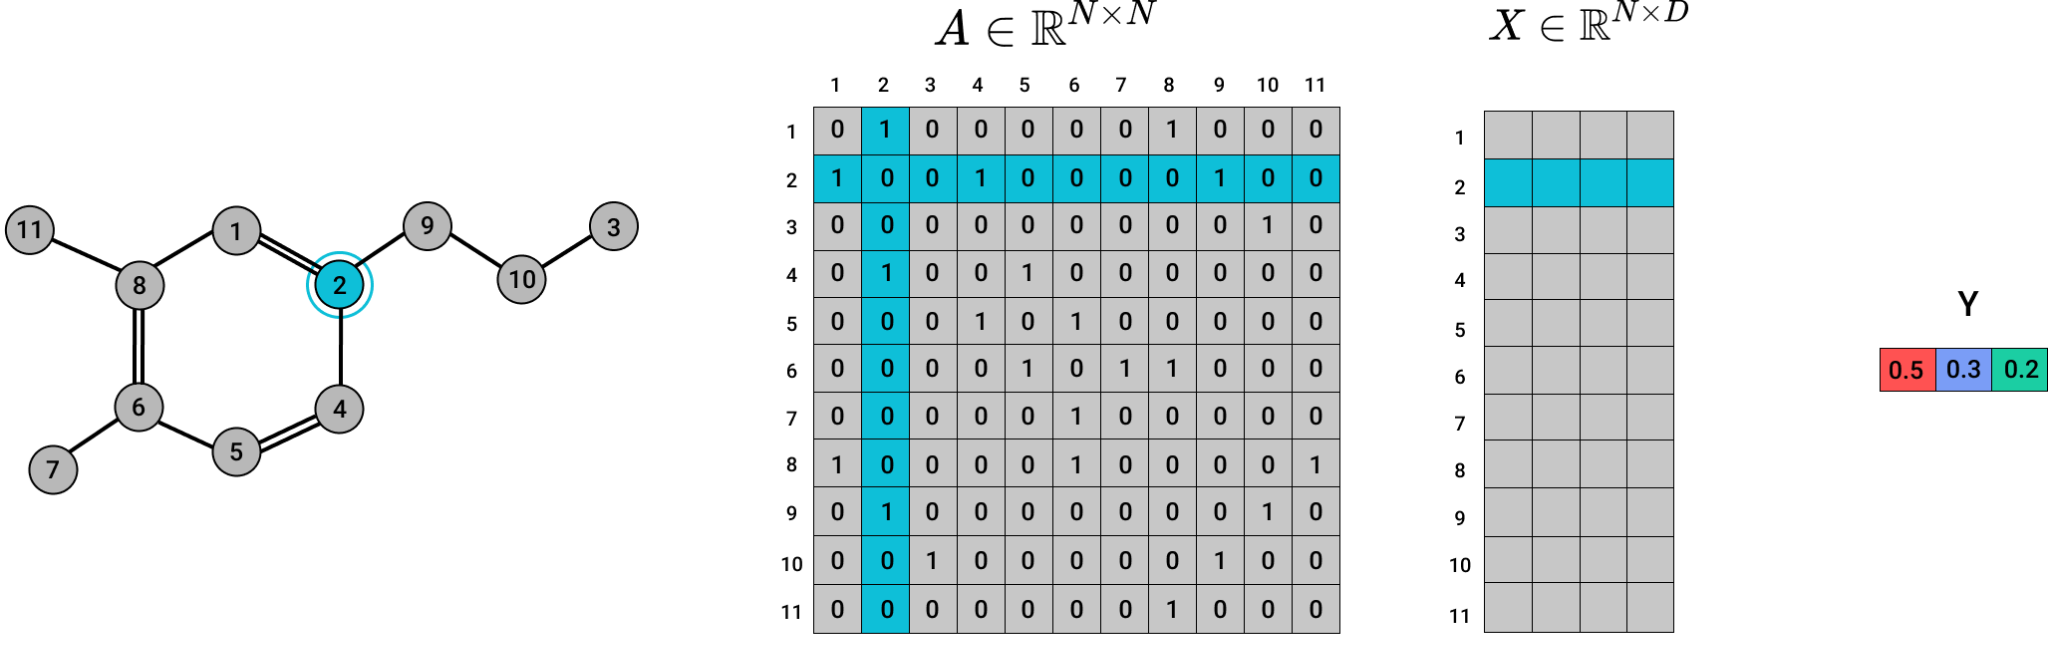 A ∈ ℝ^{N×N}
X ∈ ℝ^{N×D}
1 2 3 4 5 6 7 8 9 10 11
1 0 1 0 0 0 0 0 1 0 0 0
2 1 0 0 1 0 0 0 0 1 0 0
3 0 0 0 0 0 0 0 0 0 1 0
4 0 1 0 0 1 0 0 0 0 0 0
5 0 0 0 1 0 1 0 0 0 0 0
6 0 0 0 0 1 0 1 1 0 0 0
7 0 0 0 0 0 1 0 0 0 0 0
8 1 0 0 0 0 1 0 0 0 0 1
9 0 1 0 0 0 0 0 0 0 1 0
10 0 0 1 0 0 0 0 0 1 0 0
11 0 0 0 0 0 0 0 1 0 0 0
1
2
3
4
5
6
7
8
9
10
11
Y
0.5 0.3 0.2
11
1
9
3
8
2
10
6
4
5
7